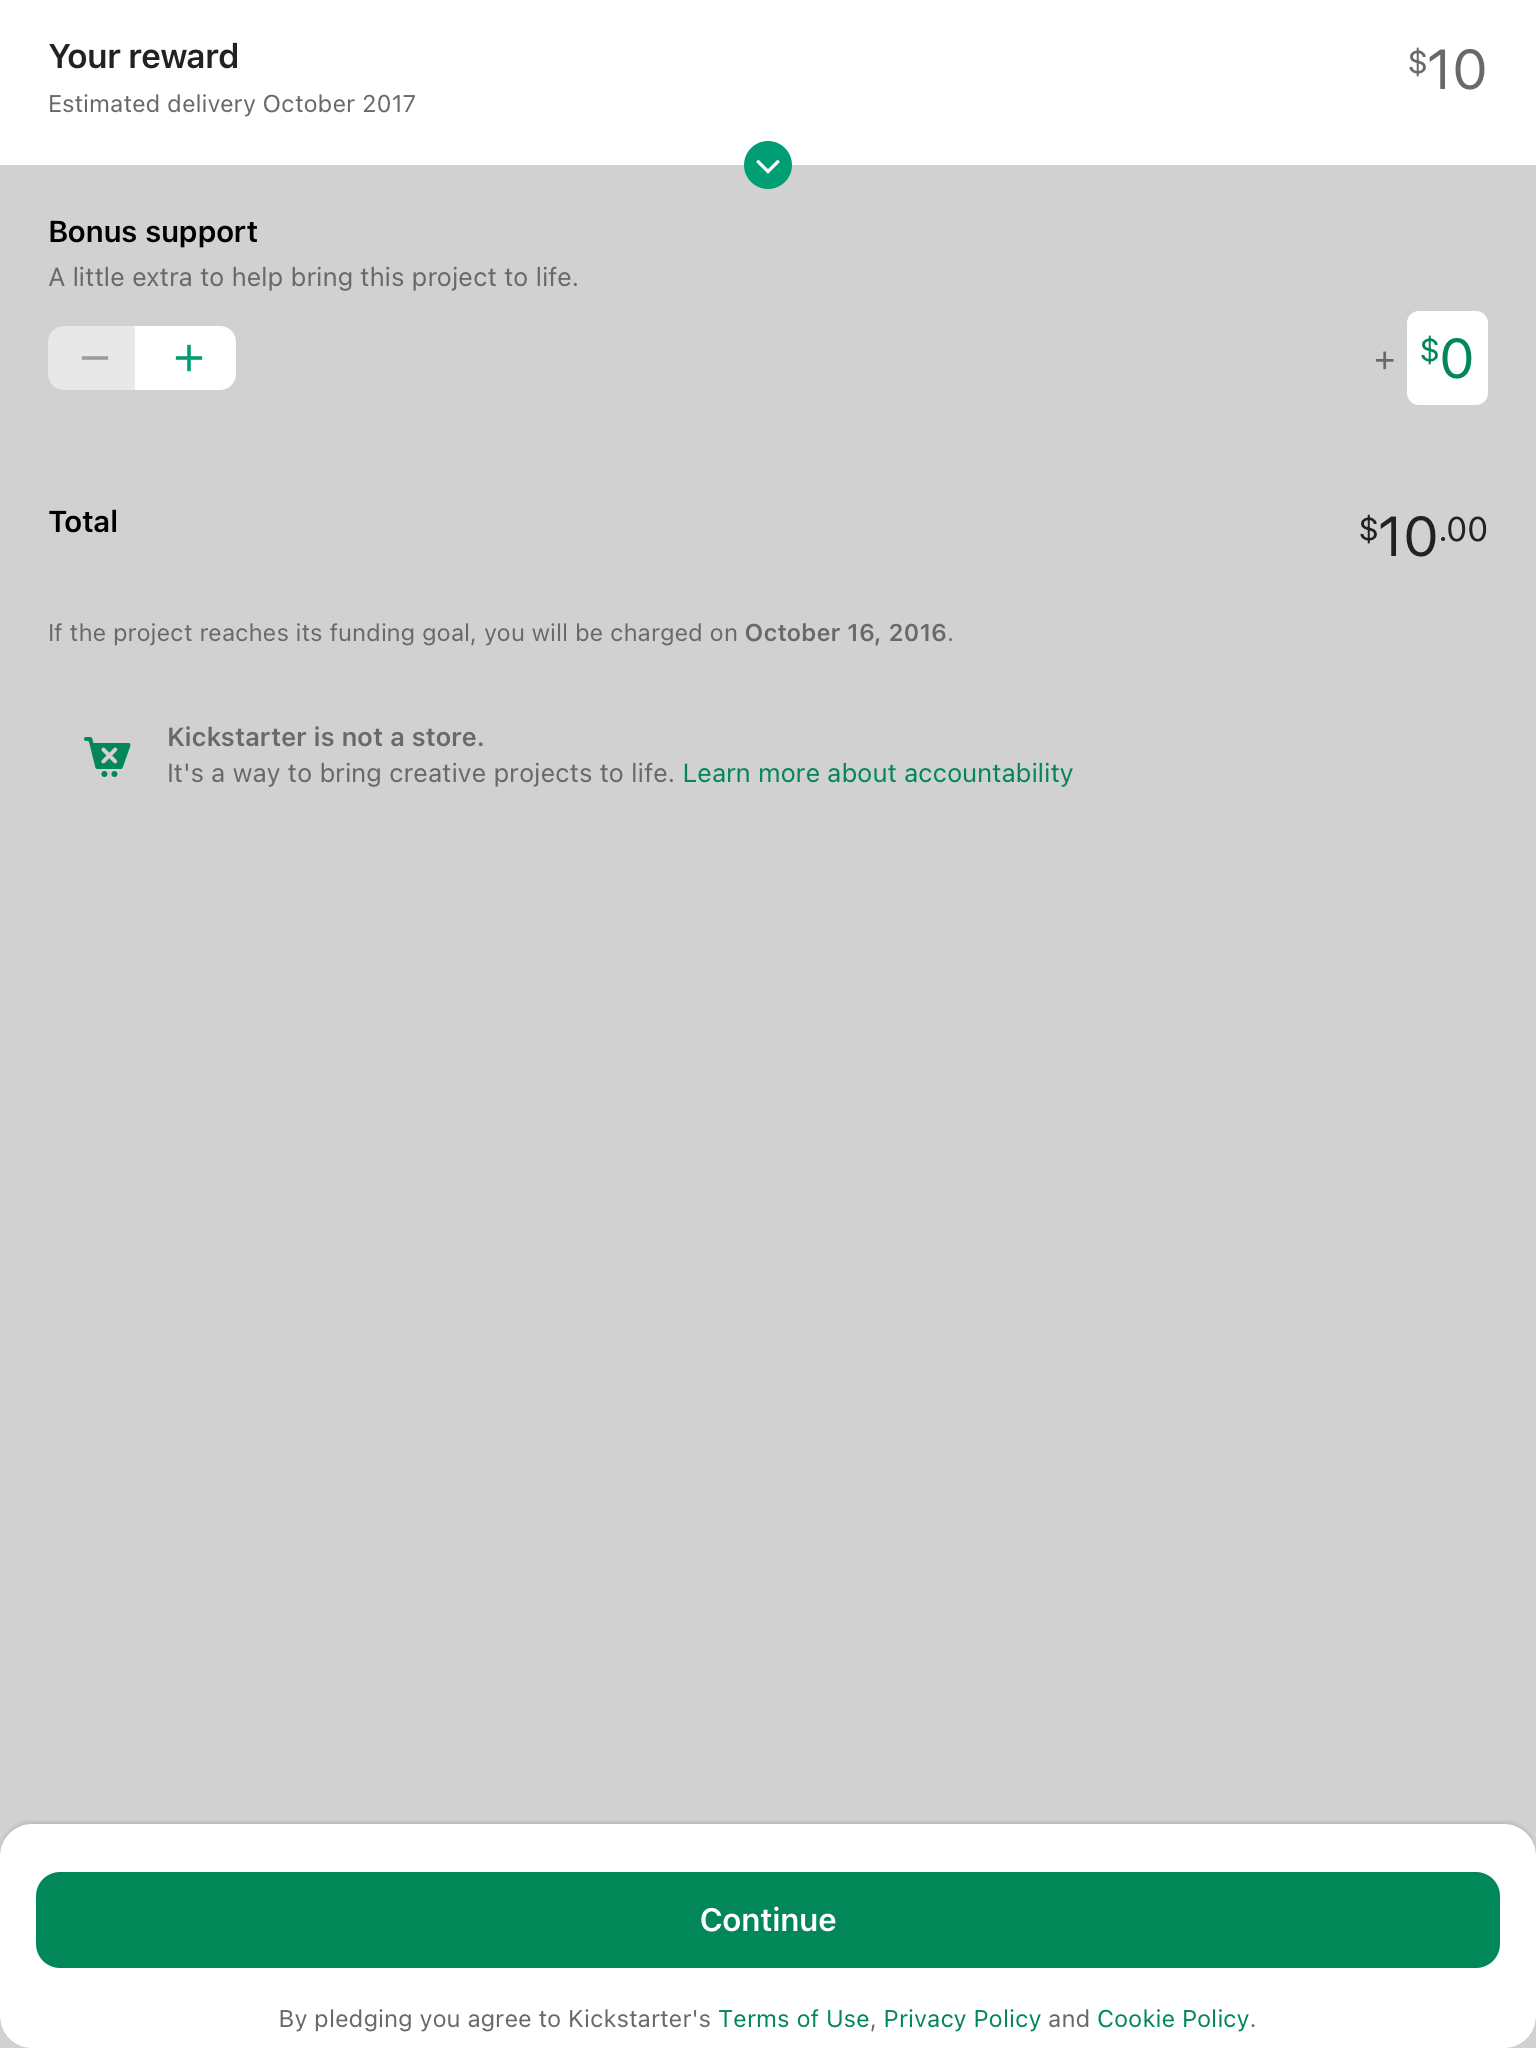 Your reward
$10
Estimated delivery October 2017
Bonus support
A little extra to help bring this project to life.
+ $0
Total
$10.00
If the project reaches its funding goal, you will be charged on October 16, 2016.
Kickstarter is not a store.
It's a way to bring creative projects to life. Learn more about accountability
Continue
By pledging you agree to Kickstarter's Terms of Use, Privacy Policy and Cookie Policy.